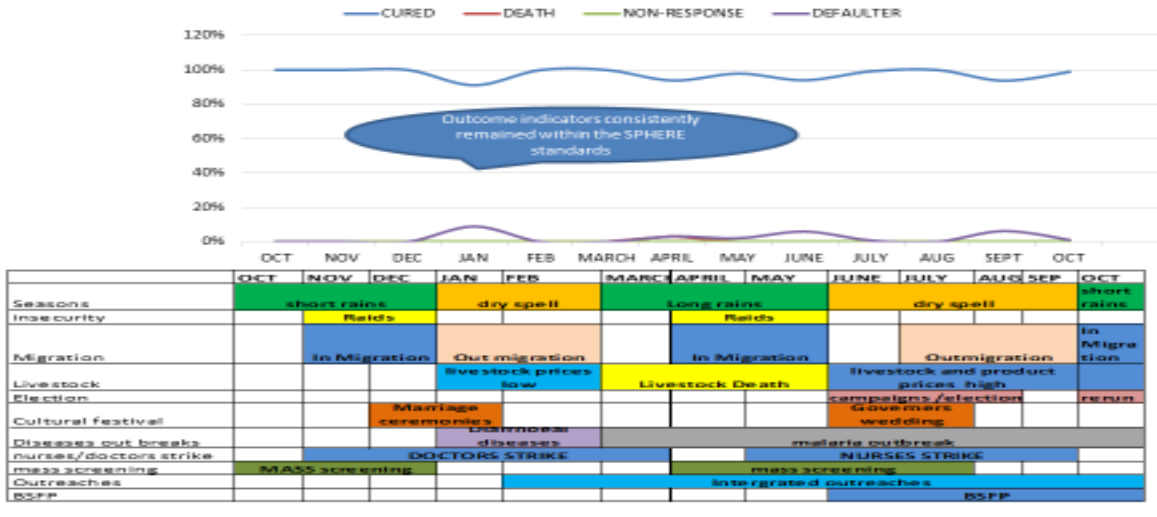 CURED DEATH NON-RESPONSE DEFAULTER
120%
100%
80%
60%
40%
20%
0%
Outcome indicators consistently
remained within the SPHERE
standards
OCT NOV DEC JAN FEB MARCH APRIL MAY JUNE JULY AUG SEPT OCT
OCT NOV DEC JAN FEB MARCH APRIL MAY JUNE JULY AUG SEP OCT
Seasons short rains dry spell Long rains dry spell short
rains
Insecurity Raids Raids
Migration In Migration Out migration In Migration Outmigration In
Migra
tion
livestock prices livestock and product
Livestock low Livestock Death prices high
Election campaigns /election rerun
Marriage Governers
Cultural festival ceremonies wedding
Diarrhoeal
Diseases out breaks diseases malaria outbreak
nurses/doctors strike DOCTORS STRIKE NURSES STRIKE
mass screening MASS screening mass screening
Outreaches intergrated outreaches
BSFP BSFP